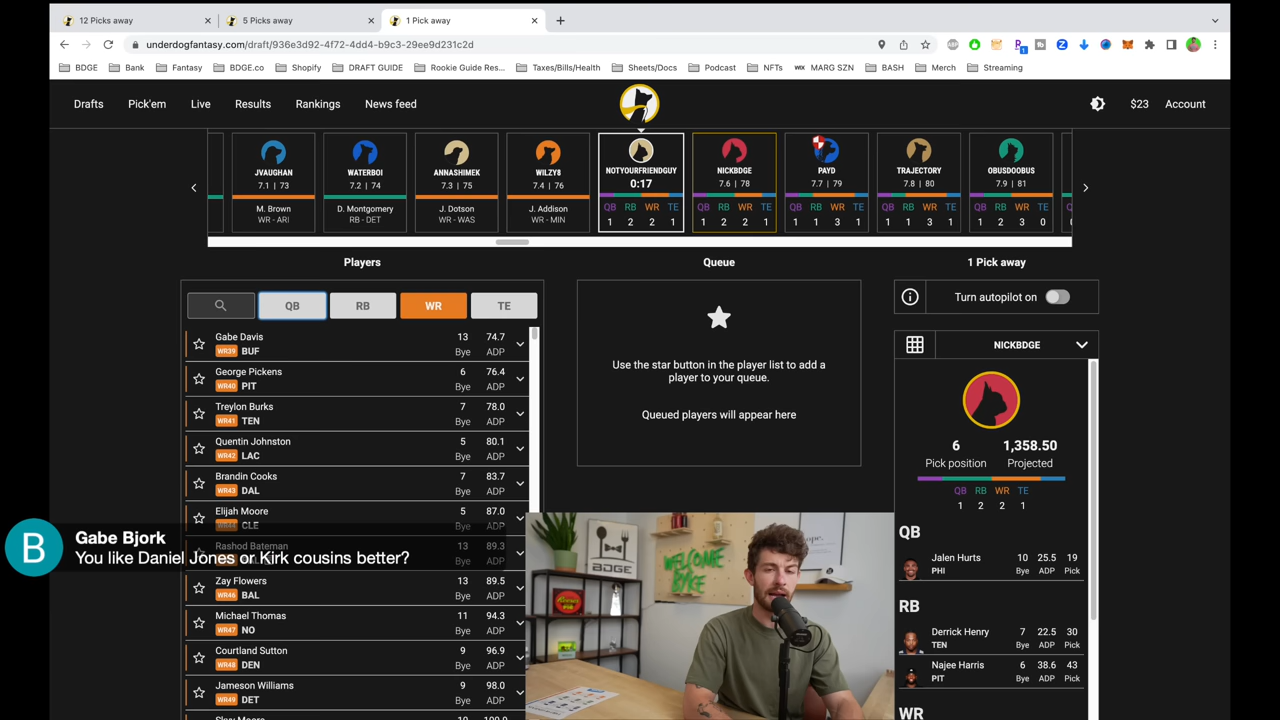 12 Picks away
5 Picks away
1 Pick away
underdogfantasy.com/draft/936e3d92-4f72-4dd4-b9c3-29ee9d231c2d
BDGE
Bank
Fantasy
BDGE.co
Shopify
DRAFT GUIDE
Rookie Guide Res...
Taxes/Bills/Health
Sheets/Docs
Podcast
NFTs
WIX MARG SZN
BASH
Merch
Streaming
Drafts
Pick'em
Live
Results
Rankings
News feed
$23
Account
JVAUGHAN
7.1 | 73
M. Brown
WR - ARI
WATERBOI
7.2 | 74
D. Montgomery
RB - DET
ANNASHIMEK
7.3 | 75
J. Dotson
WR - WAS
WILZY8
7.4 | 76
J. Addison
WR - MIN
NOTYOURFRIENDGUY
0:17
QB RB WR TE
1 2 2 1
NICKBDGE
7.6 | 78
QB RB WR TE
1 2 2 1
PAYD
7.7 | 79
QB RB WR TE
1 1 3 1
TRAJECTORY
7.8 | 80
QB RB WR TE
1 1 3 1
OBUSDOOBUS
7.9 | 81
QB RB WR TE
1 2 3 0
Players
Queue
1 Pick away
QB
RB
WR
TE
Gabe Davis 13 74.7
WR39 BUF Bye ADP
George Pickens 6 76.4
WR40 PIT Bye ADP
Treylon Burks 7 78.0
WR41 TEN Bye ADP
Quentin Johnston 5 80.1
WR42 LAC Bye ADP
Brandin Cooks 7 83.7
WR43 DAL Bye ADP
Elijah Moore 5 87.0
WR44 CLE Bye ADP
Rashod Bateman 13 89.3
Zay Flowers 13 89.5
WR46 BAL Bye ADP
Michael Thomas 11 94.3
WR47 NO Bye ADP
Courtland Sutton 9 96.9
WR48 DEN Bye ADP
Jameson Williams 9 98.0
WR49 DET Bye ADP
Use the star button in the player list to add a
player to your queue.
Queued players will appear here
Turn autopilot on
NICKBDGE
6 1,358.50
Pick position Projected
QB RB WR TE
1 2 2 1
QB
Jalen Hurts 10 25.5 19
PHI Bye ADP Pick
RB
Derrick Henry 7 22.5 30
TEN Bye ADP Pick
Najee Harris 6 38.6 43
PIT Bye ADP Pick
WR
B
Gabe Bjork
You like Daniel Jones or Kirk cousins better?
BDGE
WELCOME
BYKE